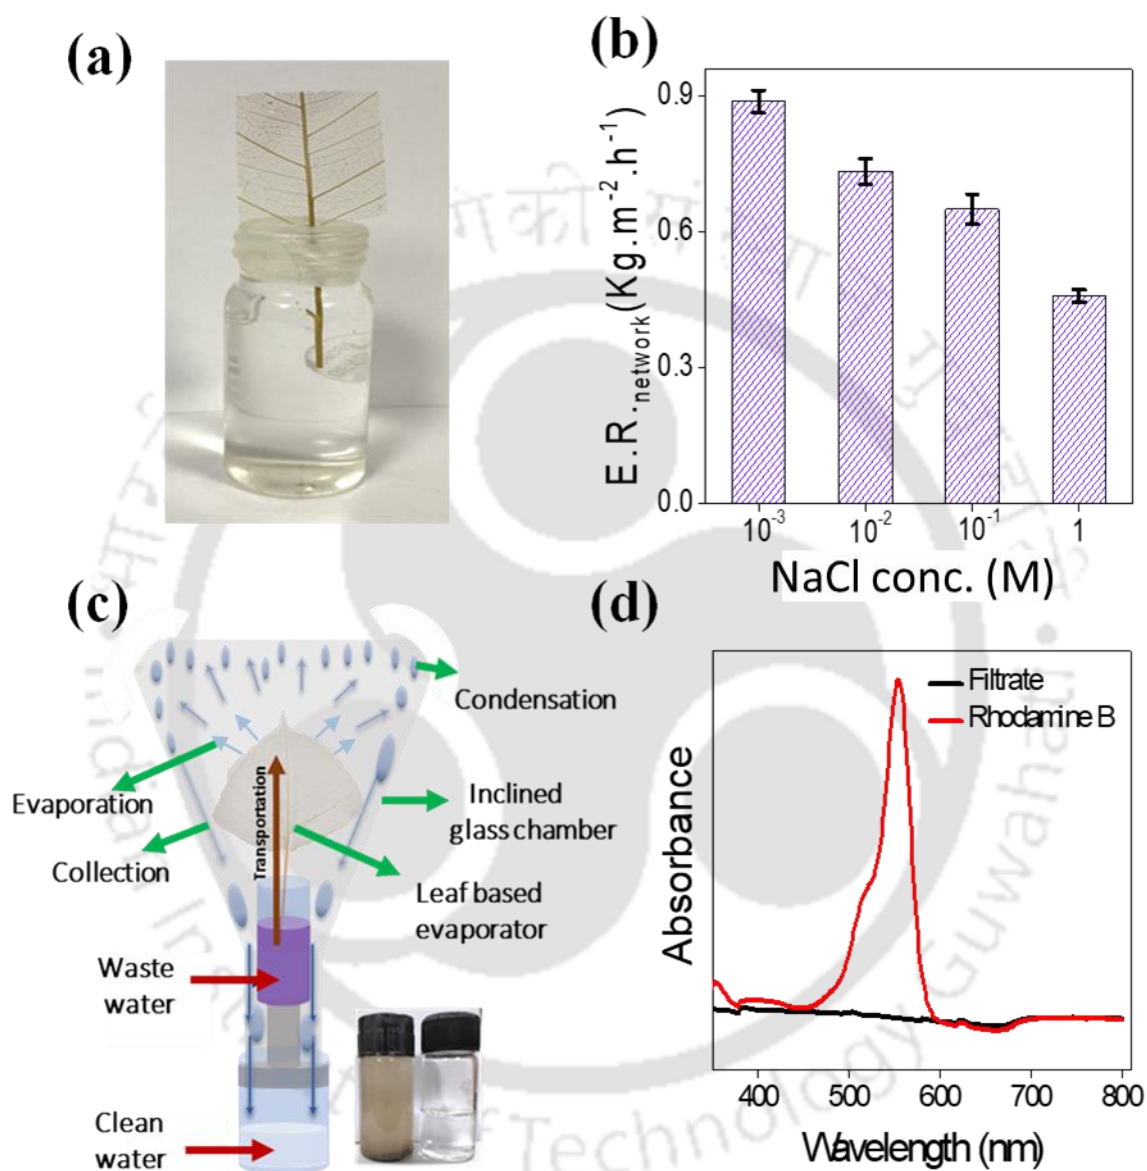 (a)
(b)
E.R.network(Kg.m-2.h-1)
0.9
0.6
0.3
0.0
10-3
10-2
10-1
1
NaCl conc. (M)
(c)
Condensation
Evaporation
Transportation
Inclined
glass chamber
Collection
Leaf based
evaporator
Waste
water
Clean
water
(d)
Filtrate
Rhodamine B
Absorbance
400
500
600
700
800
Wavelength (nm)
of Technology Guwahati